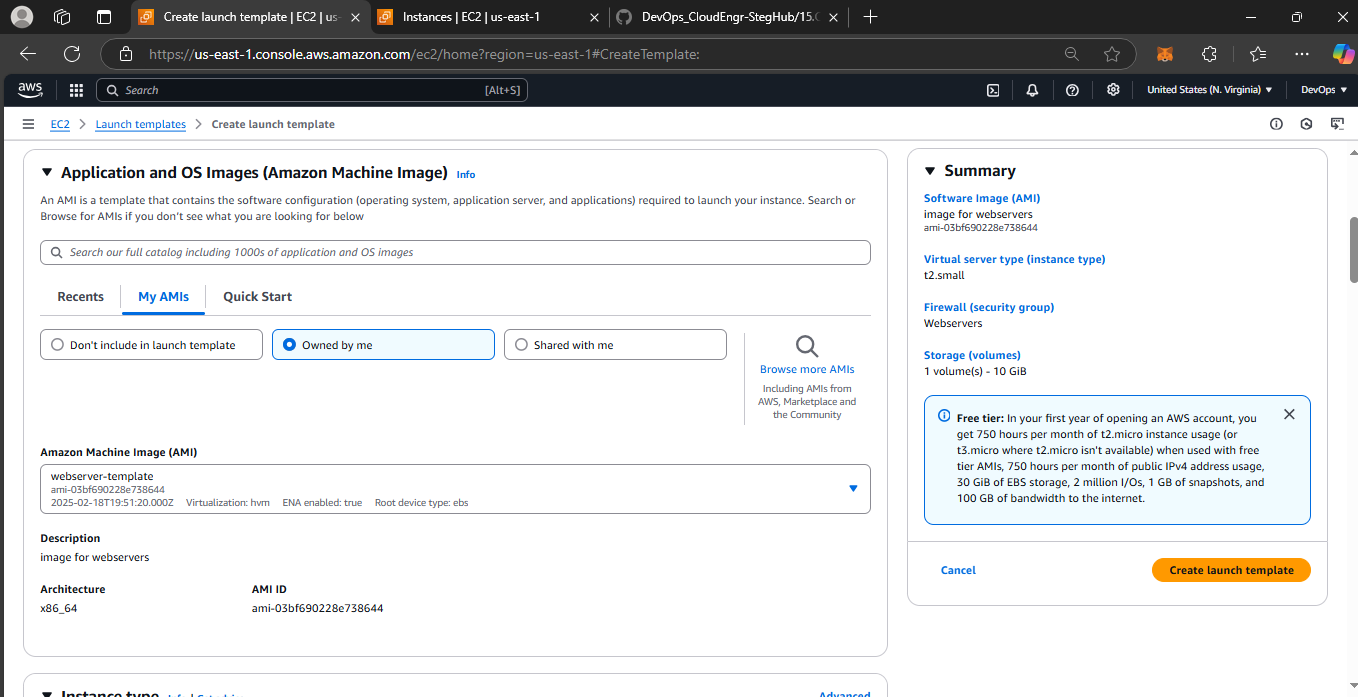 Create launch template | EC2 | us-
Instances | EC2 | us-east-1
DevOps_CloudEngr-StegHub/15.
https://us-east-1.console.aws.amazon.com/ec2/home?region=us-east-1#CreateTemplate:
aws
Search
[Alt+S]
United States (N. Virginia)
DevOps
EC2
Launch templates
Create launch template
Application and OS Images (Amazon Machine Image) Info
An AMI is a template that contains the software configuration (operating system, application server, and applications) required to launch your instance. Search or
Browse for AMIs if you don't see what you are looking for below
Search our full catalog including 1000s of application and OS images
Recents
My AMIs
Quick Start
Don't include in launch template
Owned by me
Shared with me
Browse more AMIs
Including AMIs from
AWS, Marketplace and
the Community
Amazon Machine Image (AMI)
webserver-template
ami-03bf690228e738644
2025-02-18T19:51:20.000Z Virtualization: hvm ENA enabled: true Root device type: ebs
Description
image for webservers
Architecture
AMI ID
x86_64
ami-03bf690228e738644
Instance type
Advanced
Summary
Software Image (AMI)
image for webservers
ami-03bf690228e738644
Virtual server type (instance type)
t2.small
Firewall (security group)
Webservers
Storage (volumes)
1 volume(s) - 10 GiB
Free tier: In your first year of opening an AWS account, you
get 750 hours per month of t2.micro instance usage (or
t3.micro where t2.micro isn't available) when used with free
tier AMIs, 750 hours per month of public IPv4 address usage,
30 GiB of EBS storage, 2 million I/Os, 1 GB of snapshots, and
100 GB of bandwidth to the internet.
Cancel
Create launch template